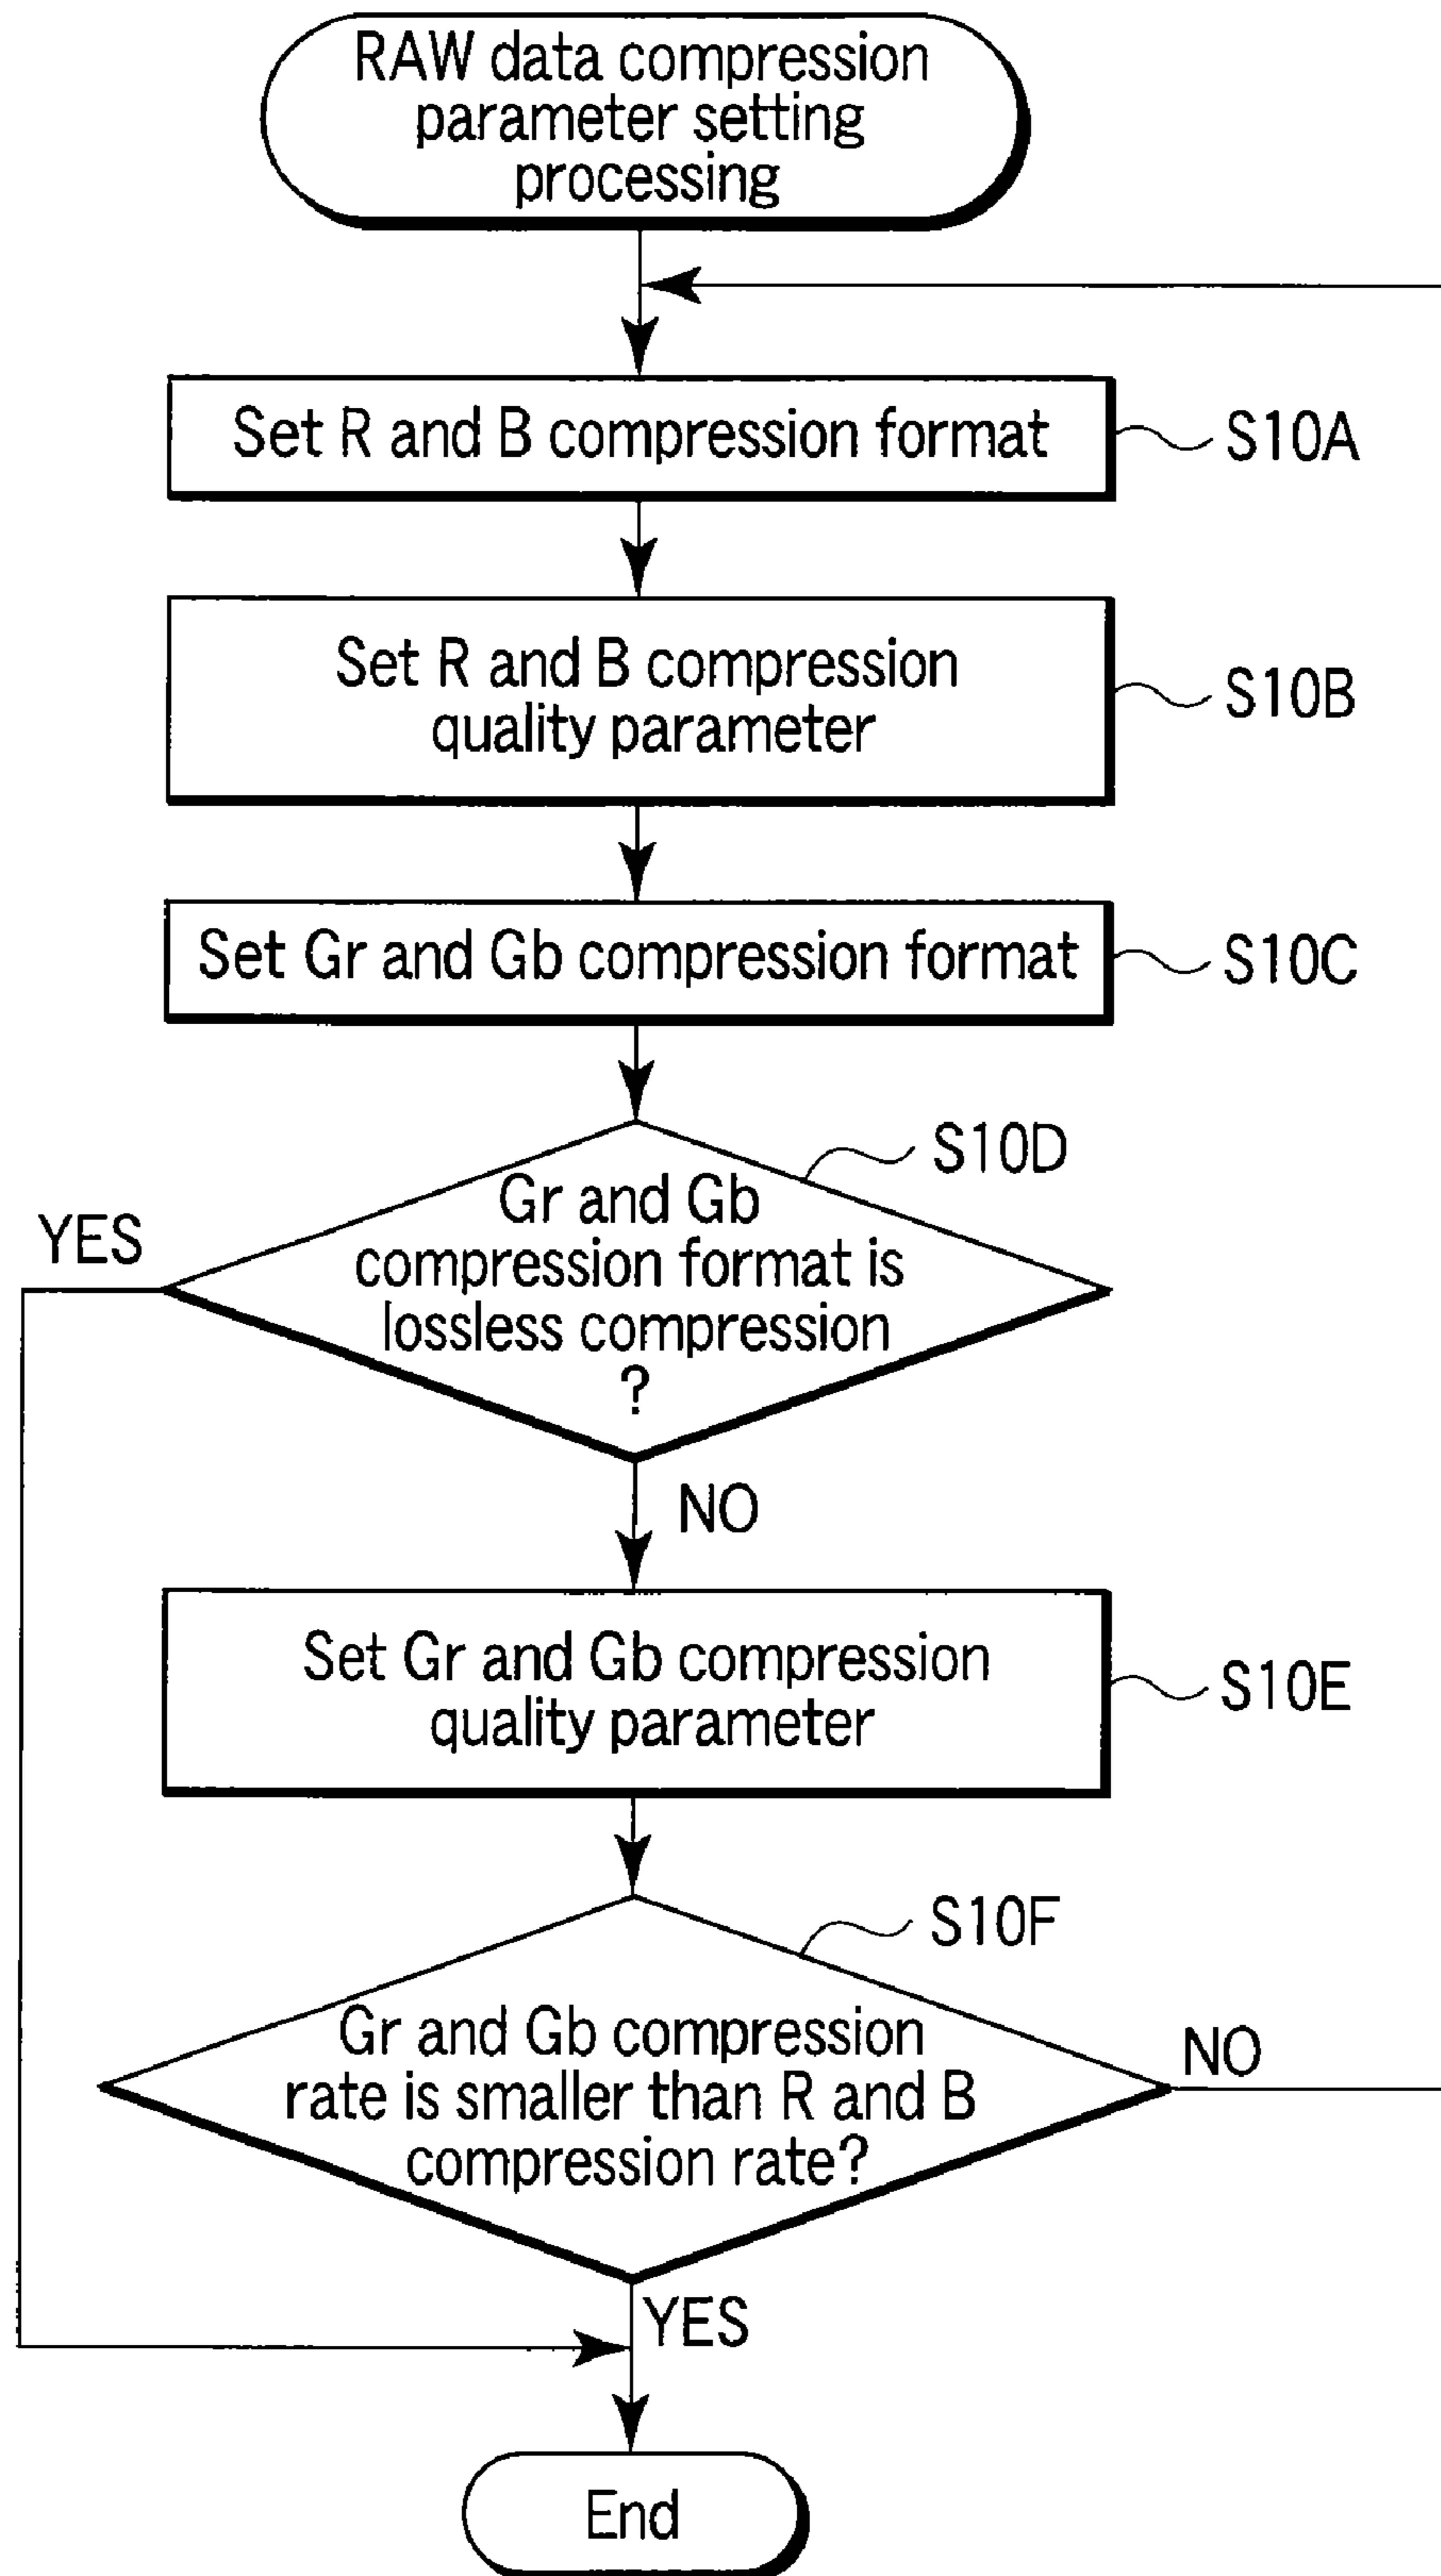 RAW data compression
parameter setting
processing
Set R and B compression format
S10A
Set R and B compression
quality parameter
S10B
Set Gr and Gb compression format
S10C
S10D
Gr and Gb
compression format is
lossless compression
?
YES
NO
Set Gr and Gb compression
quality parameter
S10E
S10F
Gr and Gb compression
rate is smaller than R and B
compression rate?
NO
YES
End